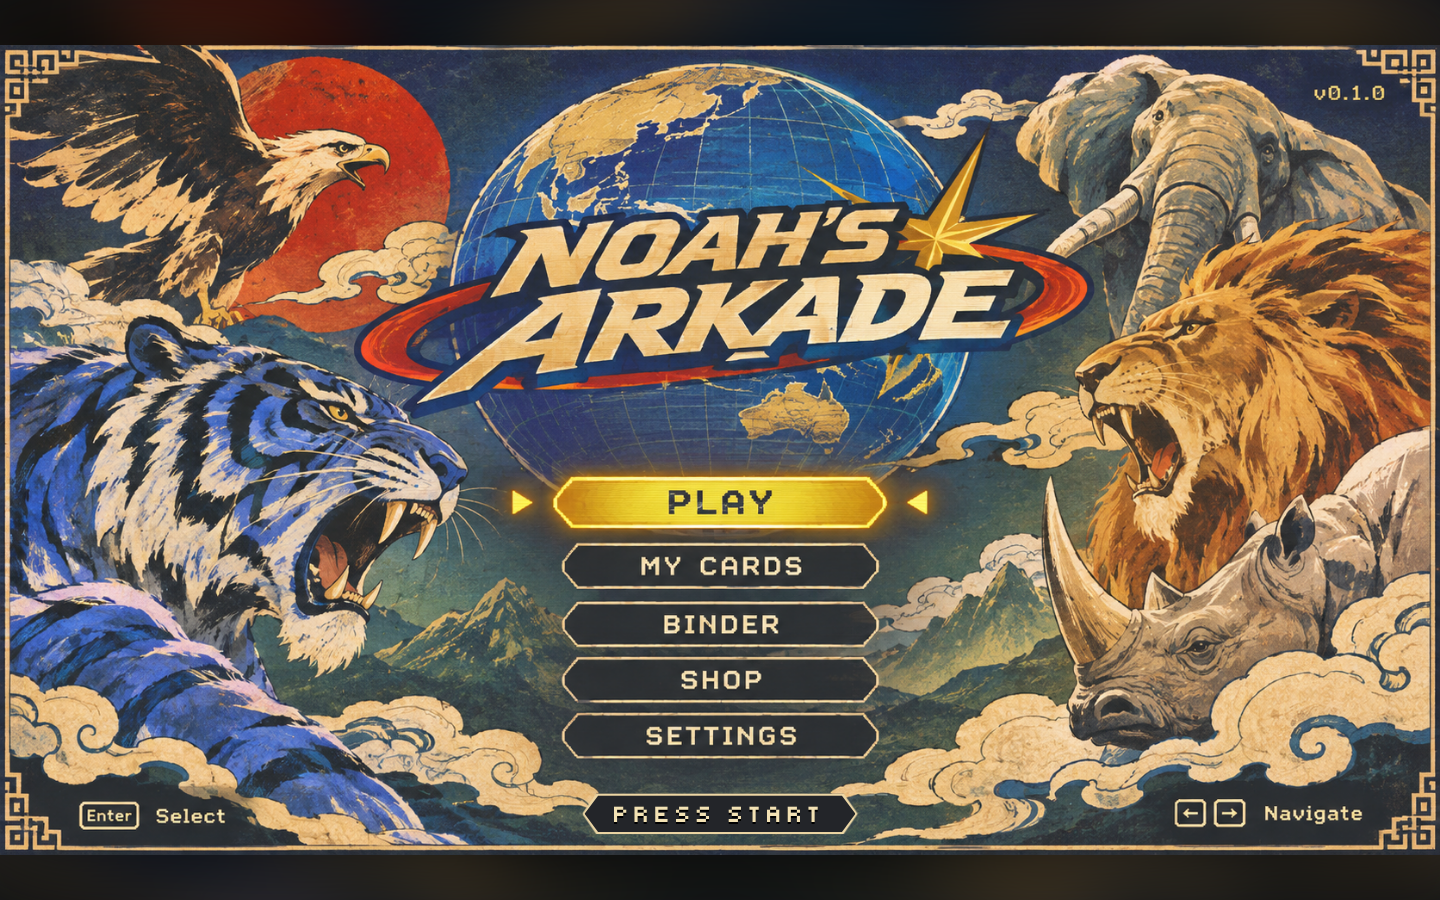 v0.1.0
NOAH'S
ARKADE
PLAY
MY CARDS
BINDER
SHOP
SETTINGS
PRESS START
Enter Select
← → Navigate